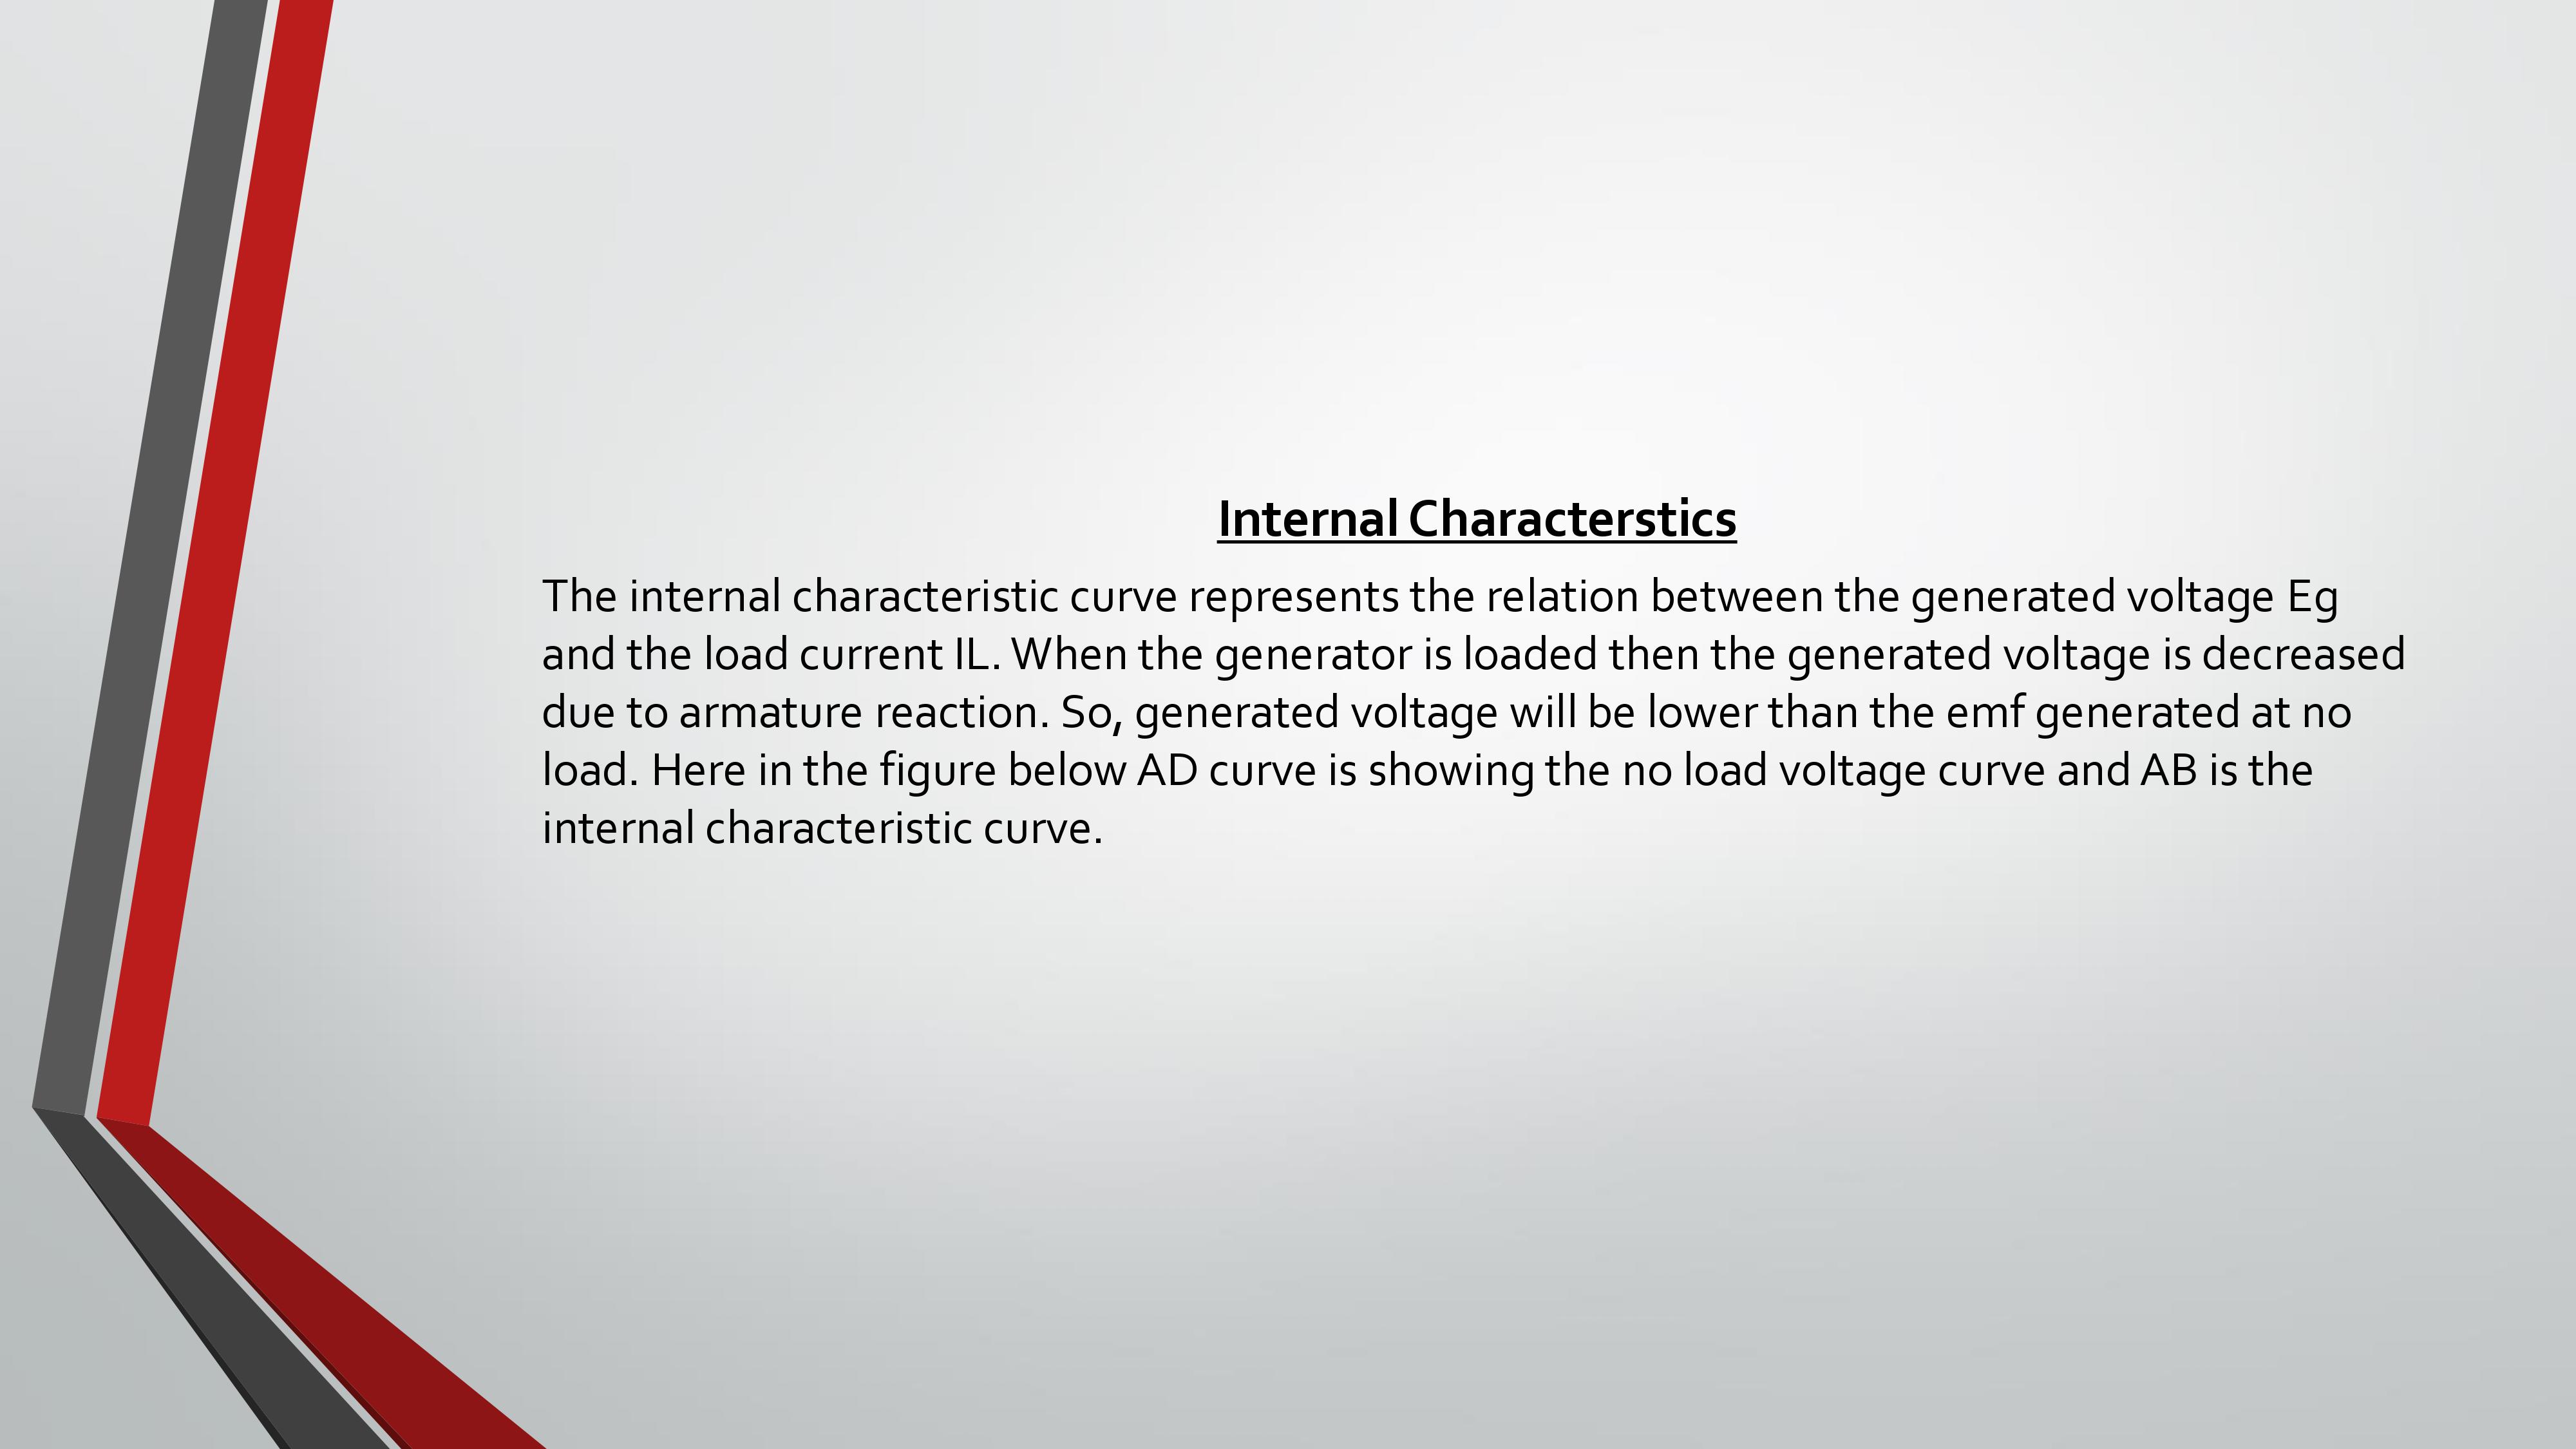 Internal Characterstics
The internal characteristic curve represents the relation between the generated voltage Eg
and the load current IL. When the generator is loaded then the generated voltage is decreased
due to armature reaction. So, generated voltage will be lower than the emf generated at no
load. Here in the figure below AD curve is showing the no load voltage curve and AB is the
internal characteristic curve.